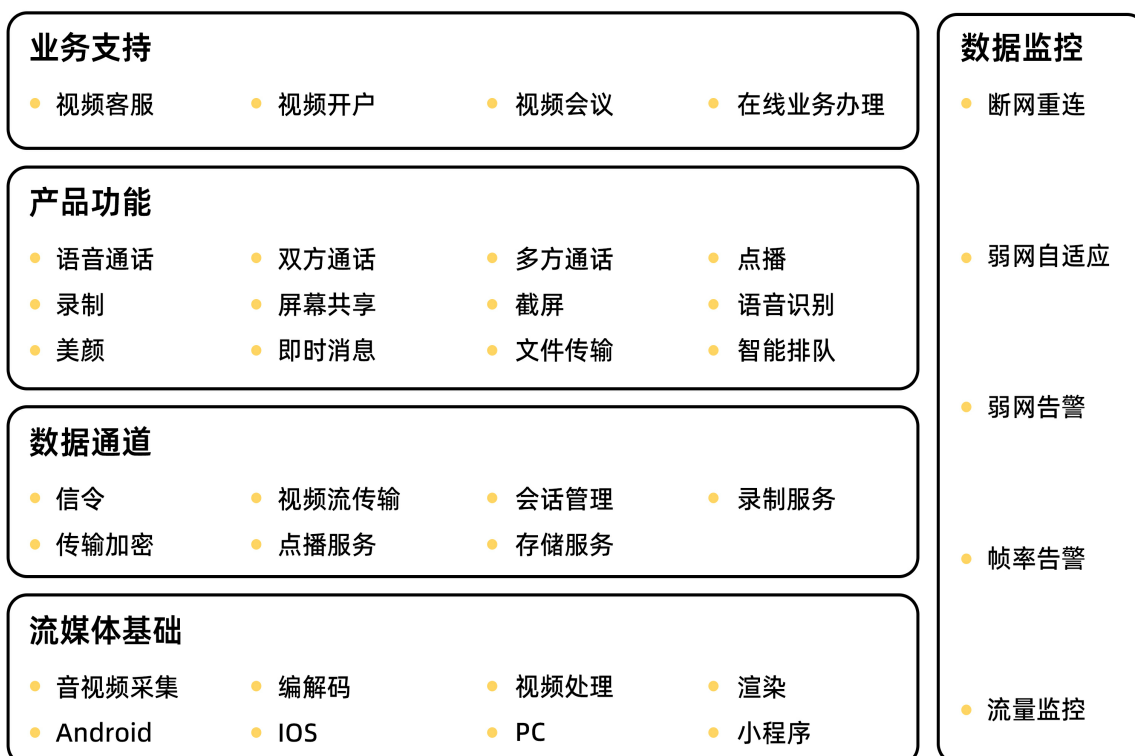 业务支持
视频客服 视频开户 视频会议 在线业务办理
产品功能
语音通话 双方通话 多方通话 点播
录制 屏幕共享 截屏 语音识别
美颜 即时消息 文件传输 智能排队
数据通道
信令 视频流传输 会话管理 录制服务
传输加密 点播服务 存储服务
流媒体基础
音视频采集 编解码 视频处理 渲染
Android IOS PC 小程序
数据监控
断网重连
弱网自适应
弱网告警
帧率告警
流量监控